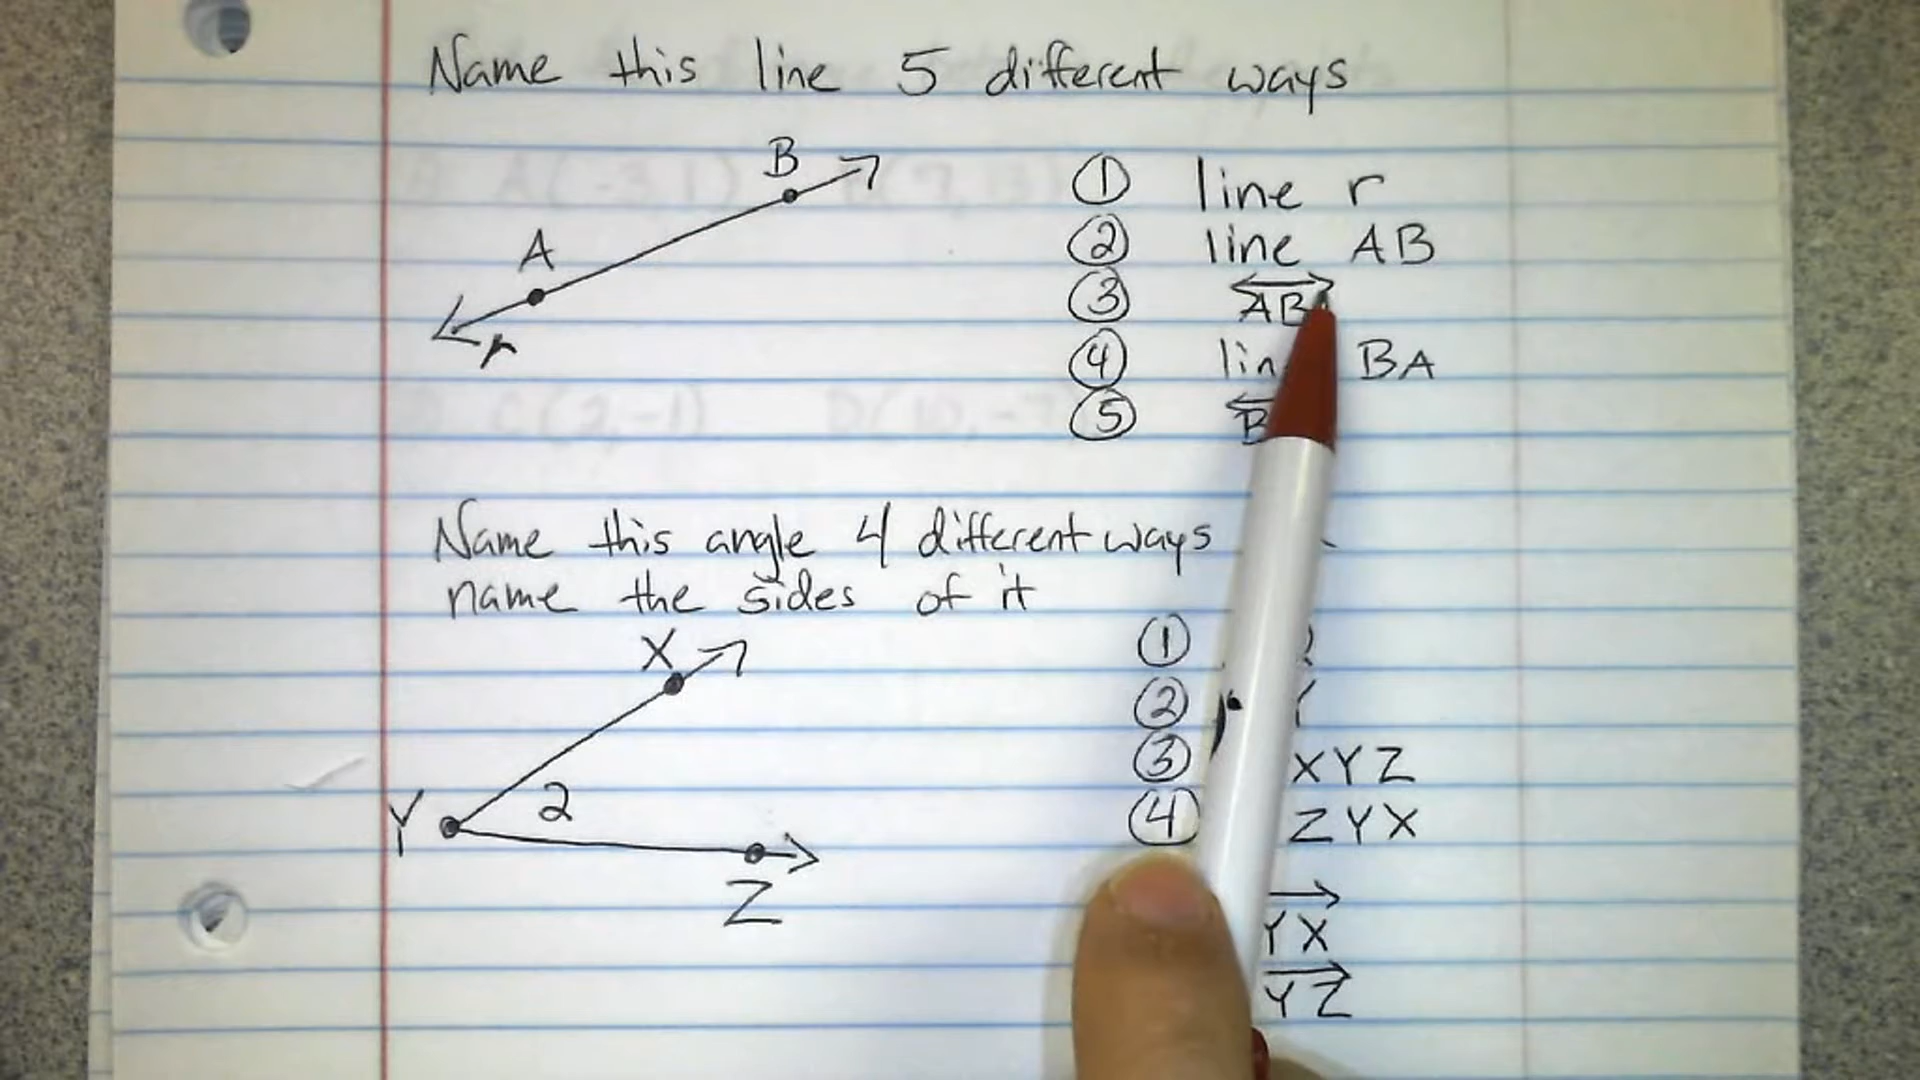 Name this line 5 different ways
B
A
r
① line r
② line AB
③ AB
④ BA
⑤ B
Name this angle 4 different ways
name the sides of it
X
Y
2
Z
①
②
③ XYZ
④ ZYX
YX
YZ